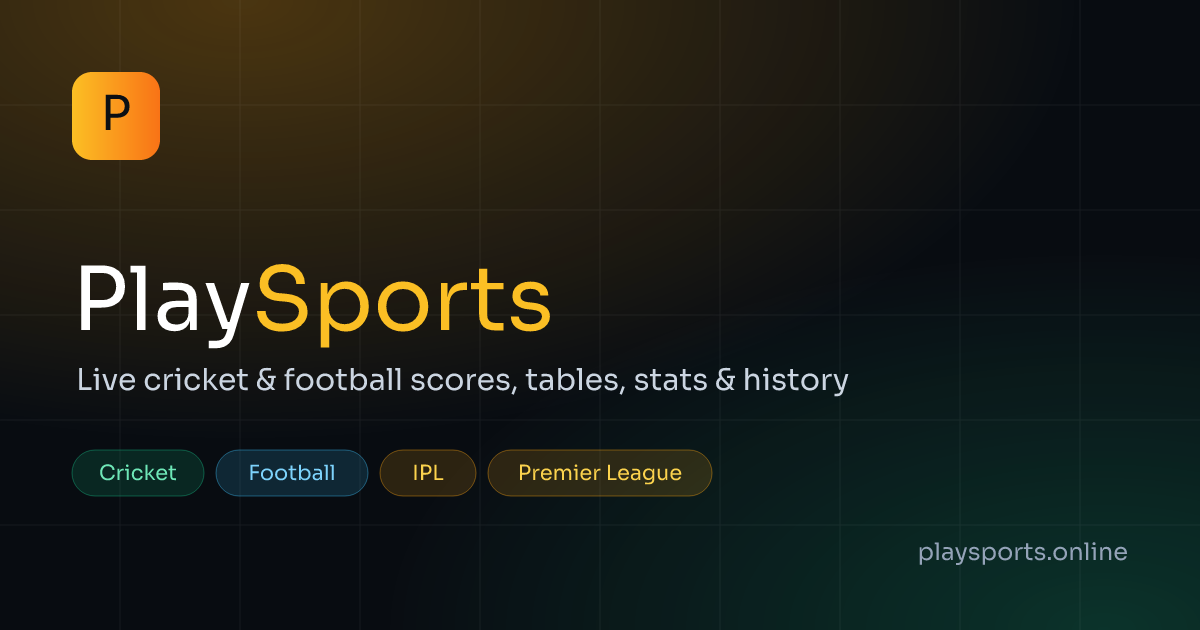 P
PlaySports
Live cricket & football scores, tables, stats & history
Cricket Football IPL Premier League
playsports.online